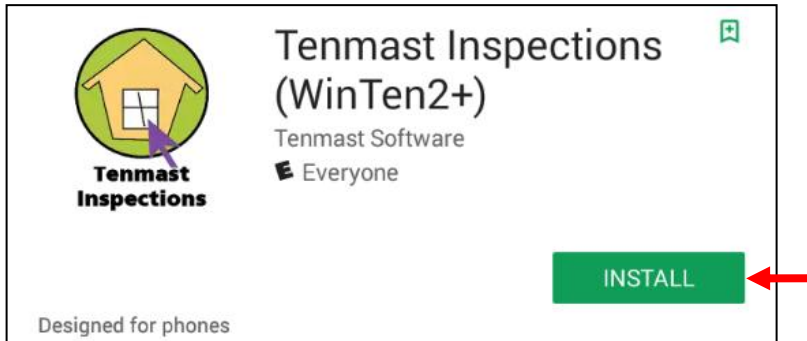 Tenmast Inspections
(WinTen2+)
Tenmast Software
E Everyone
Tenmast
Inspections
INSTALL
Designed for phones